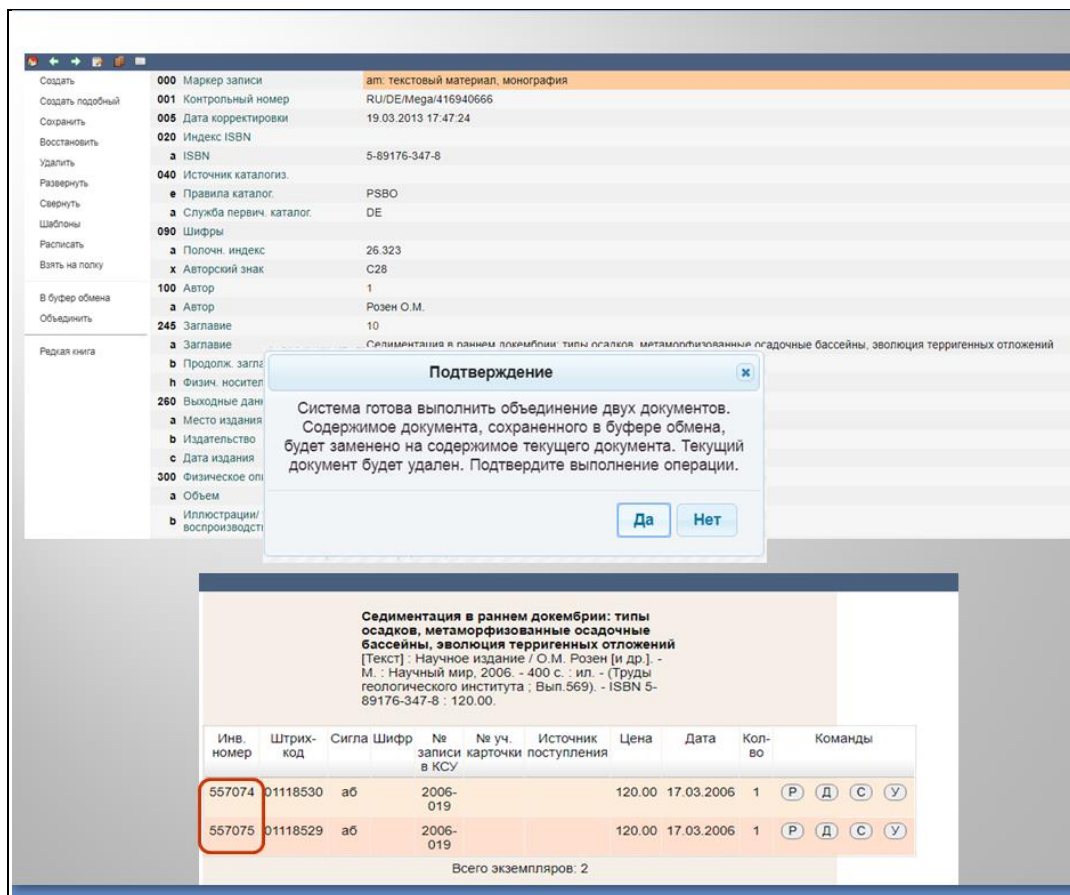 Создать
Создать подобный
Сохранить
Восстановить
Удалить
Развернуть
Свернуть
Шаблоны
Расписать
Взять на полку
В буфер обмена
Объединить
Редкая книга
000 Маркер записи am: текстовый материал, монография
001 Контрольный номер RU/DE/Mega/416940666
005 Дата корректировки 19.03.2013 17:47:24
020 Индекс ISBN
a ISBN 5-89176-347-8
040 Источник каталогиз.
e Правила каталог. PSBO
a Служба первич. каталог. DE
090 Шифры
a Полочн. индекс 26.323
x Авторский знак С28
100 Автор 1
a Автор Розен О.М.
245 Заглавие 10
a Заглавие Седиментация в раннем докембрии: типы осадков, метаморфизованные осадочные бассейны, эволюция терригенных отложений
b Продолж. загла
h Физич. носител
260 Выходные дан
a Место издания
b Издательство
c Дата издания
300 Физическое оп
a Объем
b Иллюстрации/
воспроизводст
Подтверждение
Система готова выполнить объединение двух документов.
Содержимое документа, сохраненного в буфере обмена,
будет заменено на содержимое текущего документа. Текущий
документ будет удален. Подтвердите выполнение операции.
Да Нет
Седиментация в раннем докембрии: типы
осадков, метаморфизованные осадочные
бассейны, эволюция терригенных отложений
[Текст] : Научное издание / О.М. Розен [и др.]. -
М. : Научный мир, 2006. - 400 с. : ил. - (Труды
геологического института ; Вып.569). - ISBN 5-
89176-347-8 : 120.00.
Инв. Штрих- Сигла Шифр № № уч. Источник Цена Дата Кол- Команды
номер код записи карточки поступления во
в КСУ
557074 01118530 аб 2006- 120.00 17.03.2006 1 Р Д С У
019
557075 01118529 аб 2006- 120.00 17.03.2006 1 Р Д С У
019
Всего экземпляров: 2